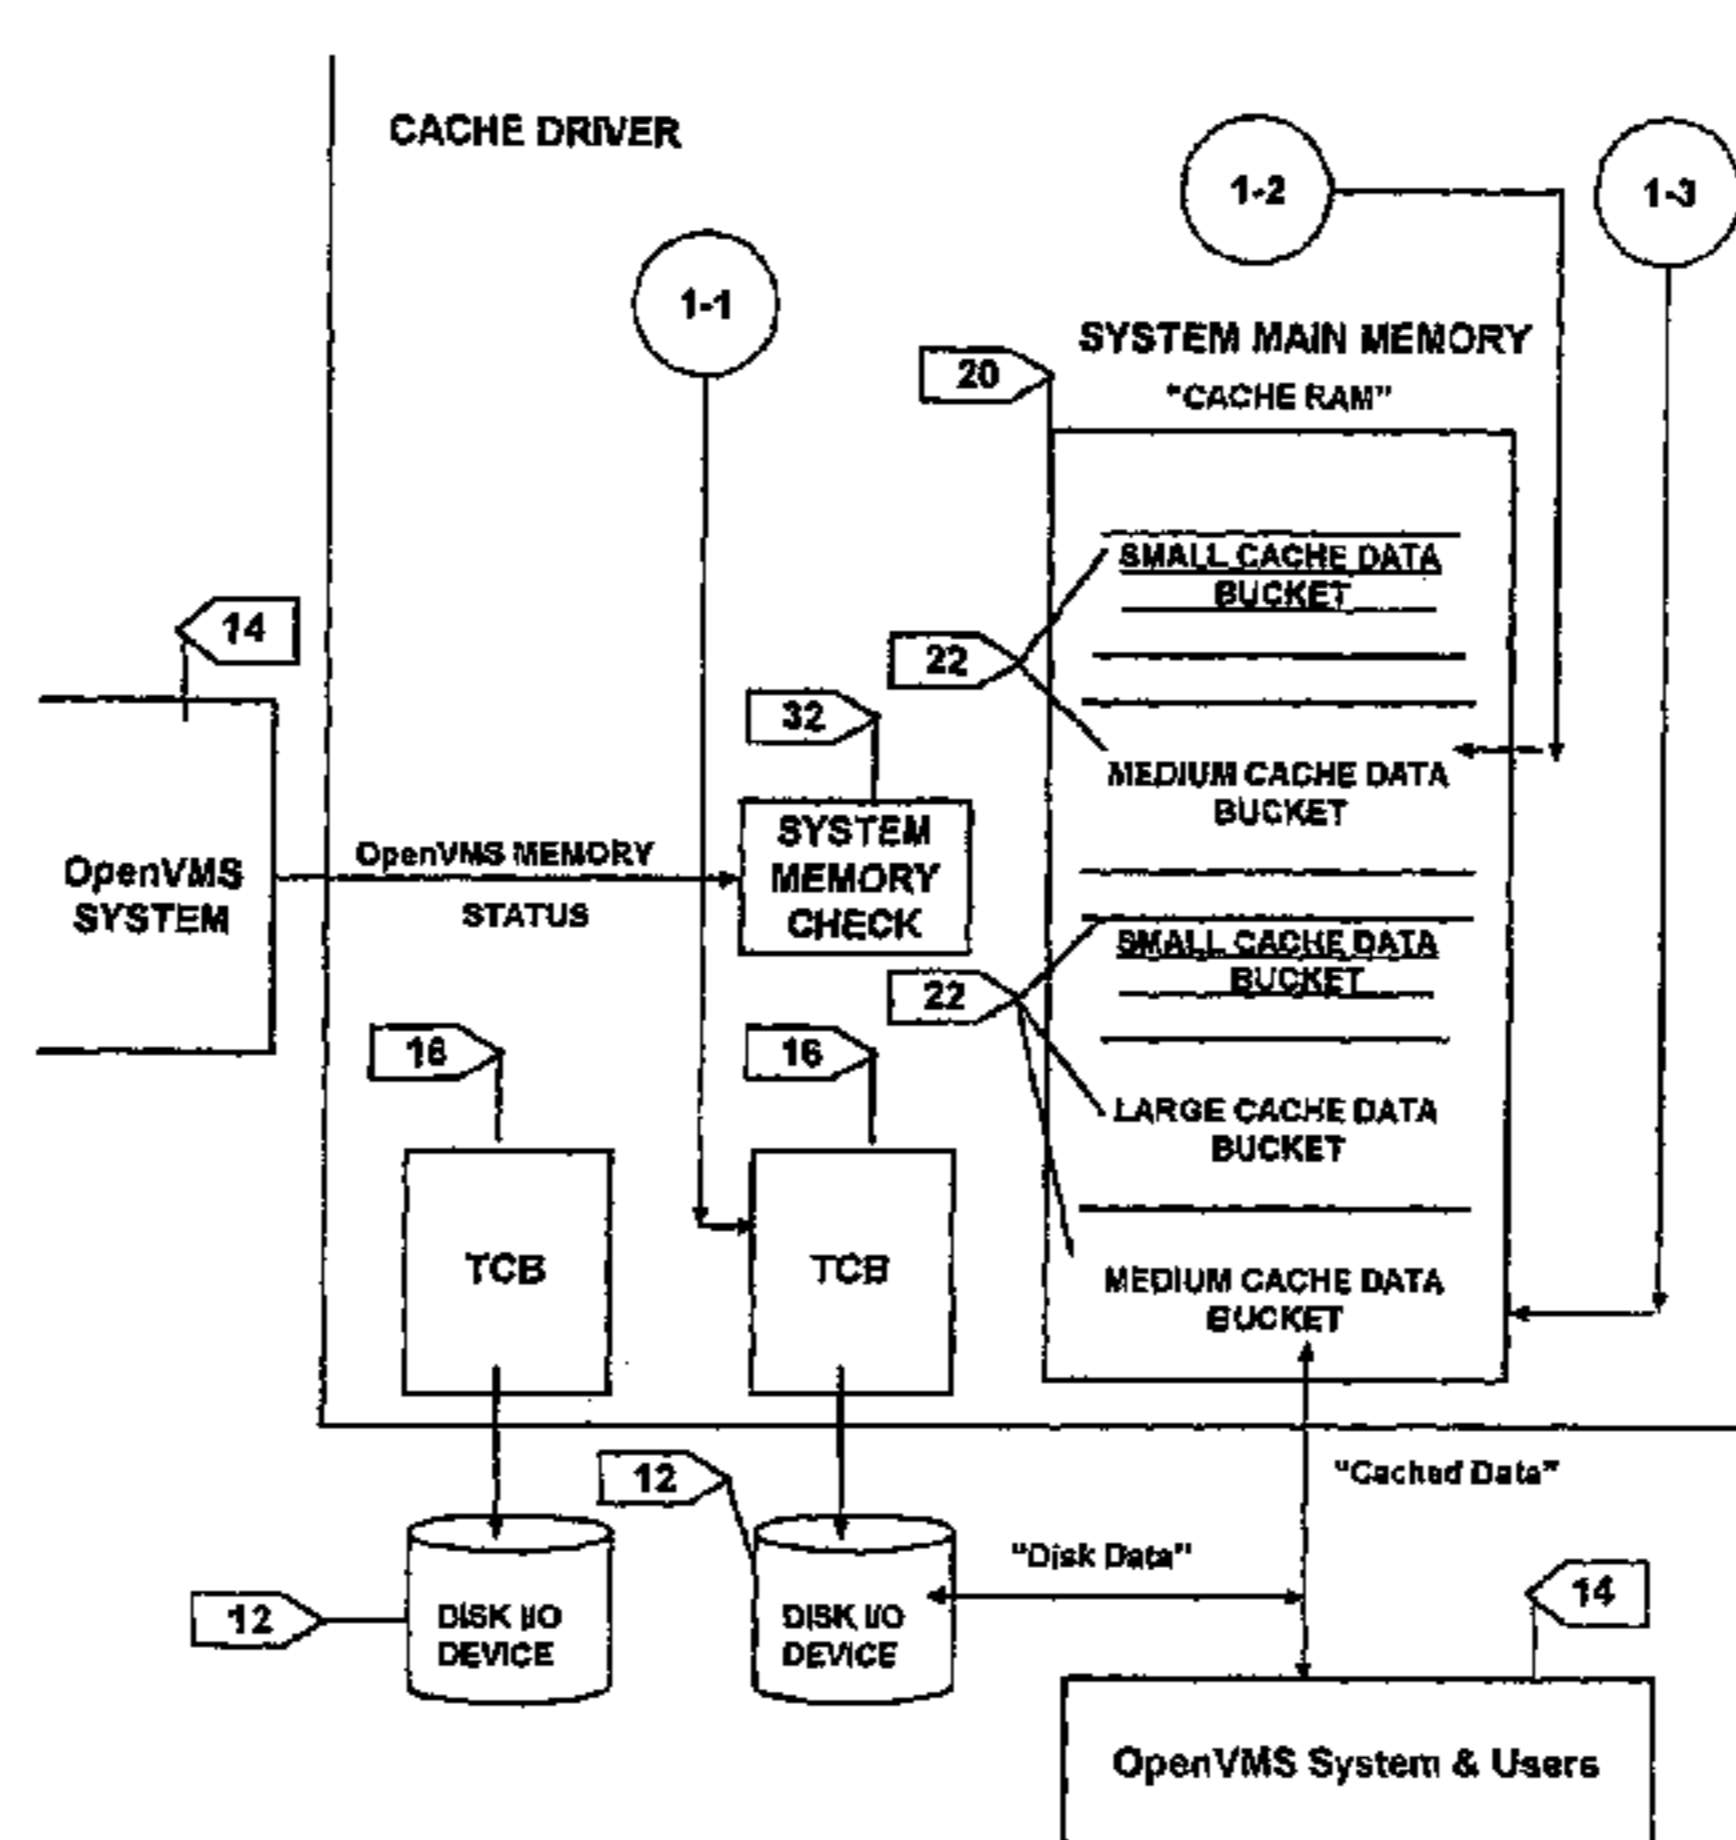 CACHE DRIVER
1-2
1-3
1-1
SYSTEM MAIN MEMORY
20
"CACHE RAM"
SMALL CACHE DATA
BUCKET
14
22
32
MEDIUM CACHE DATA
BUCKET
OpenVMS
SYSTEM
OpenVMS MEMORY
STATUS
SYSTEM
MEMORY
CHECK
SMALL CACHE DATA
BUCKET
22
16
16
LARGE CACHE DATA
BUCKET
TCB
TCB
MEDIUM CACHE DATA
BUCKET
"Cached Data"
12
"Disk Data"
14
12
DISK I/O
DEVICE
DISK I/O
DEVICE
OpenVMS System & Users